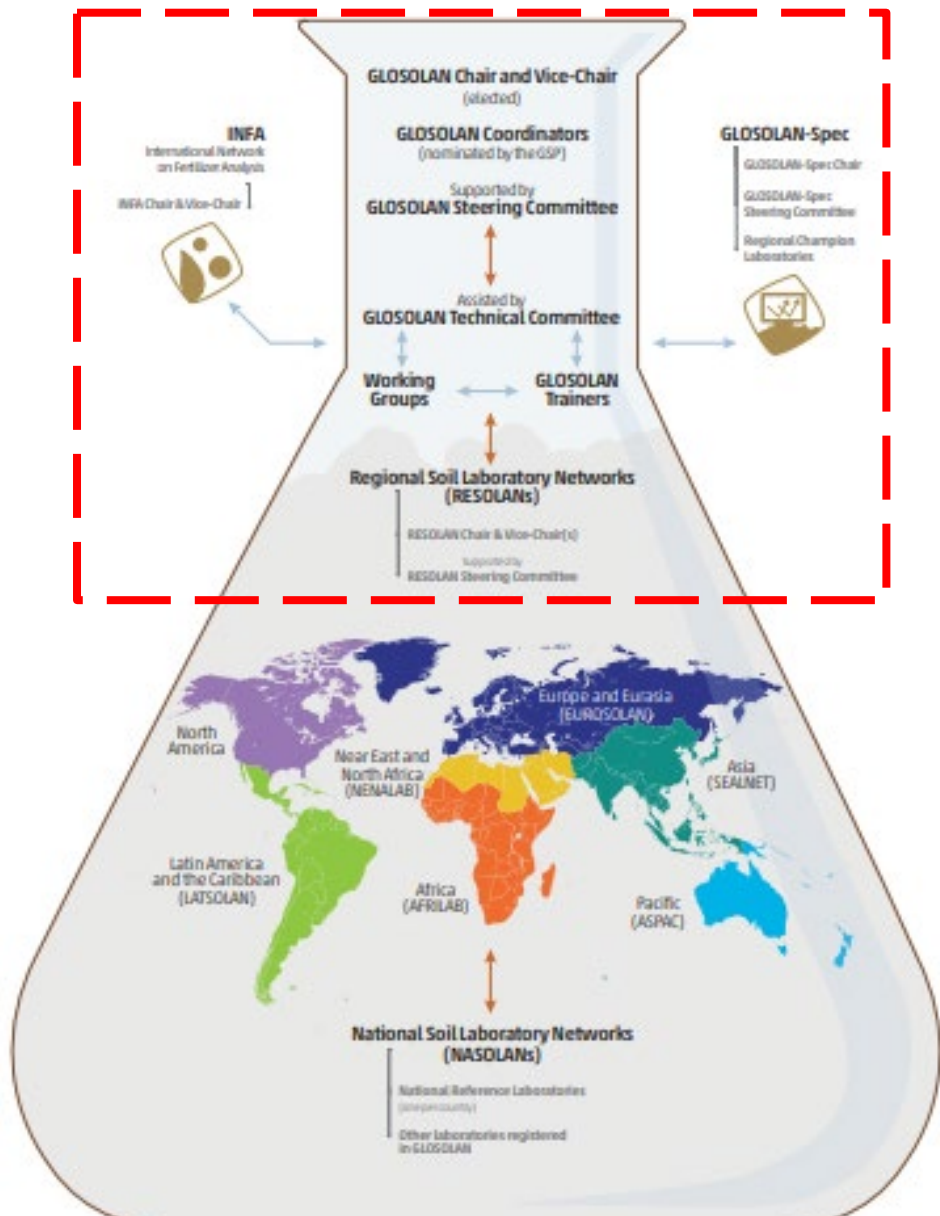 GLOSOLAN Chair and Vice-Chair
(elected)
GLOSOLAN Coordinators
(nominated by the GSP)
Supported by
GLOSOLAN Steering Committee
INFA
International Network
on Fertilizer Analysis
INFA Chair & Vice-Chair
GLOSOLAN-Spec
GLOSOLAN-Spec Chair
GLOSOLAN-Spec
Steering Committee
Regional Champion
Laboratories
Assisted by
GLOSOLAN Technical Committee
Working
Groups
GLOSOLAN
Trainers
Regional Soil Laboratory Networks
(RESOLANs)
RESOLAN Chair & Vice-Chair(s)
supported by
RESOLAN Steering Committee
Europe and Eurasia
(EUROSOLAN)
North
America
Near East and
North Africa
(NENALAB)
Asia
(SEALNET)
Latin America
and the Caribbean
(LATSOLAN)
Africa
(AFRILAB)
Pacific
(ASPAC)
National Soil Laboratory Networks
(NASOLANs)
National Reference Laboratories
(one per country)
Other laboratories registered
in GLOSOLAN